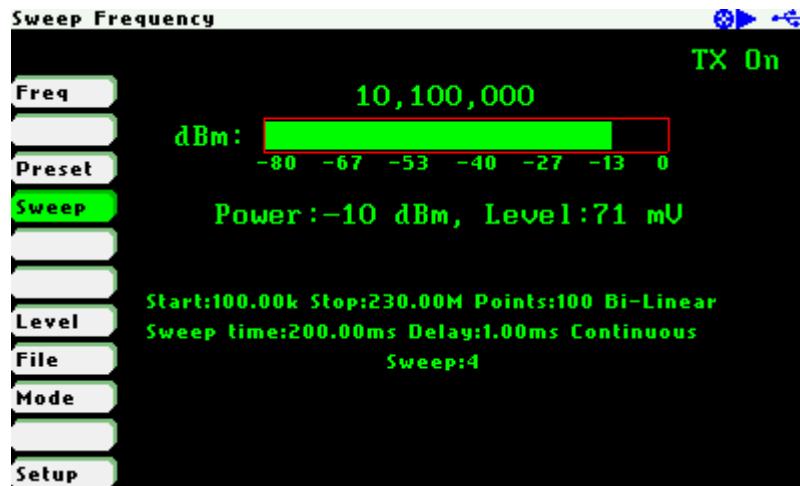 Sweep Frequency
TX On
Freq
10,100,000
dBm:
-80 -67 -53 -40 -27 -13 0
Preset
Sweep
Power:-10 dBm, Level:71 mV
Start:100.00k Stop:230.00M Points:100 Bi-Linear
Level
Sweep time:200.00ms Delay:1.00ms Continuous
File
Sweep:4
Mode
Setup